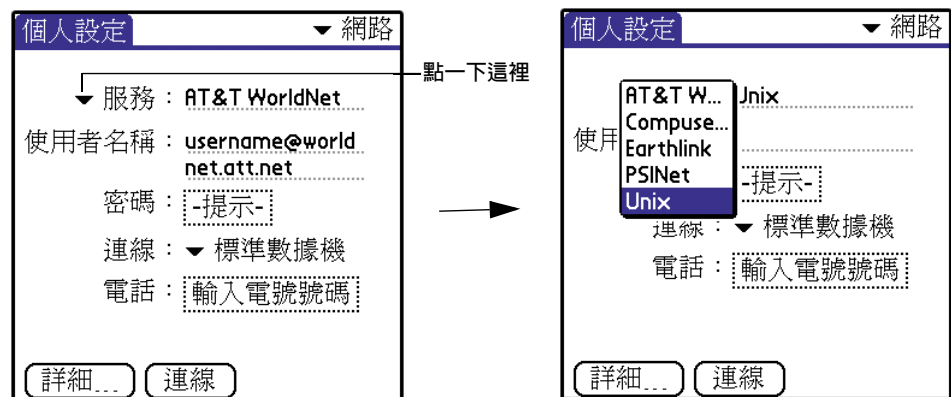 個人設定 ▼ 網路
點一下這裡
▼ 服務：AT&T WorldNet
使用者名稱：username@world
net.att.net
密碼：-提示-
連線：▼ 標準數據機
電話：輸入電號號碼
詳細... 連線
個人設定 ▼ 網路
AT&T W... Unix
Compuse...
使用
Earthlink
PSINet
-提示-
Unix
連線：▼ 標準數據機
電話：輸入電號號碼
詳細... 連線